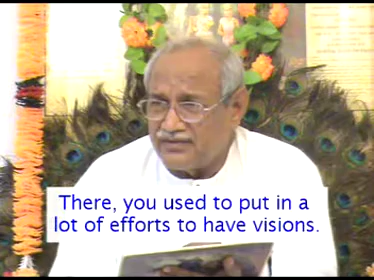 There, you used to put in a
lot of efforts to have visions.